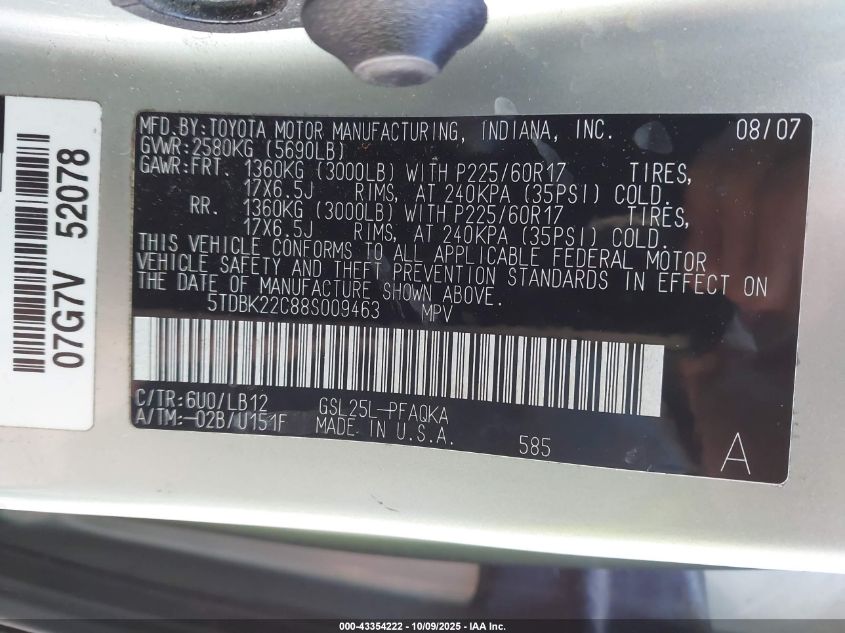 07G7V 52078
MFD.BY:TOYOTA MOTOR MANUFACTURING, INDIANA, INC. 08/07
GVWR:2580KG (5690LB)
GAWR:FRT. 1360KG (3000LB) WITH P225/60R17 TIRES,
17X6.5J RIMS, AT 240KPA (35PSI) COLD.
RR. 1360KG (3000LB) WITH P225/60R17 TIRES,
17X6.5J RIMS, AT 240KPA (35PSI) COLD.
THIS VEHICLE CONFORMS TO ALL APPLICABLE FEDERAL MOTOR
VEHICLE SAFETY AND THEFT PREVENTION STANDARDS IN EFFECT ON
THE DATE OF MANUFACTURE SHOWN ABOVE.
5TDBK22C88S009463 MPV
C/TR:6U0/LB12 GSL25L-PFAQKA
A/TM:-02B/U151F MADE IN U.S.A. 585 A
000-43354222 - 10/09/2025 - IAA Inc.